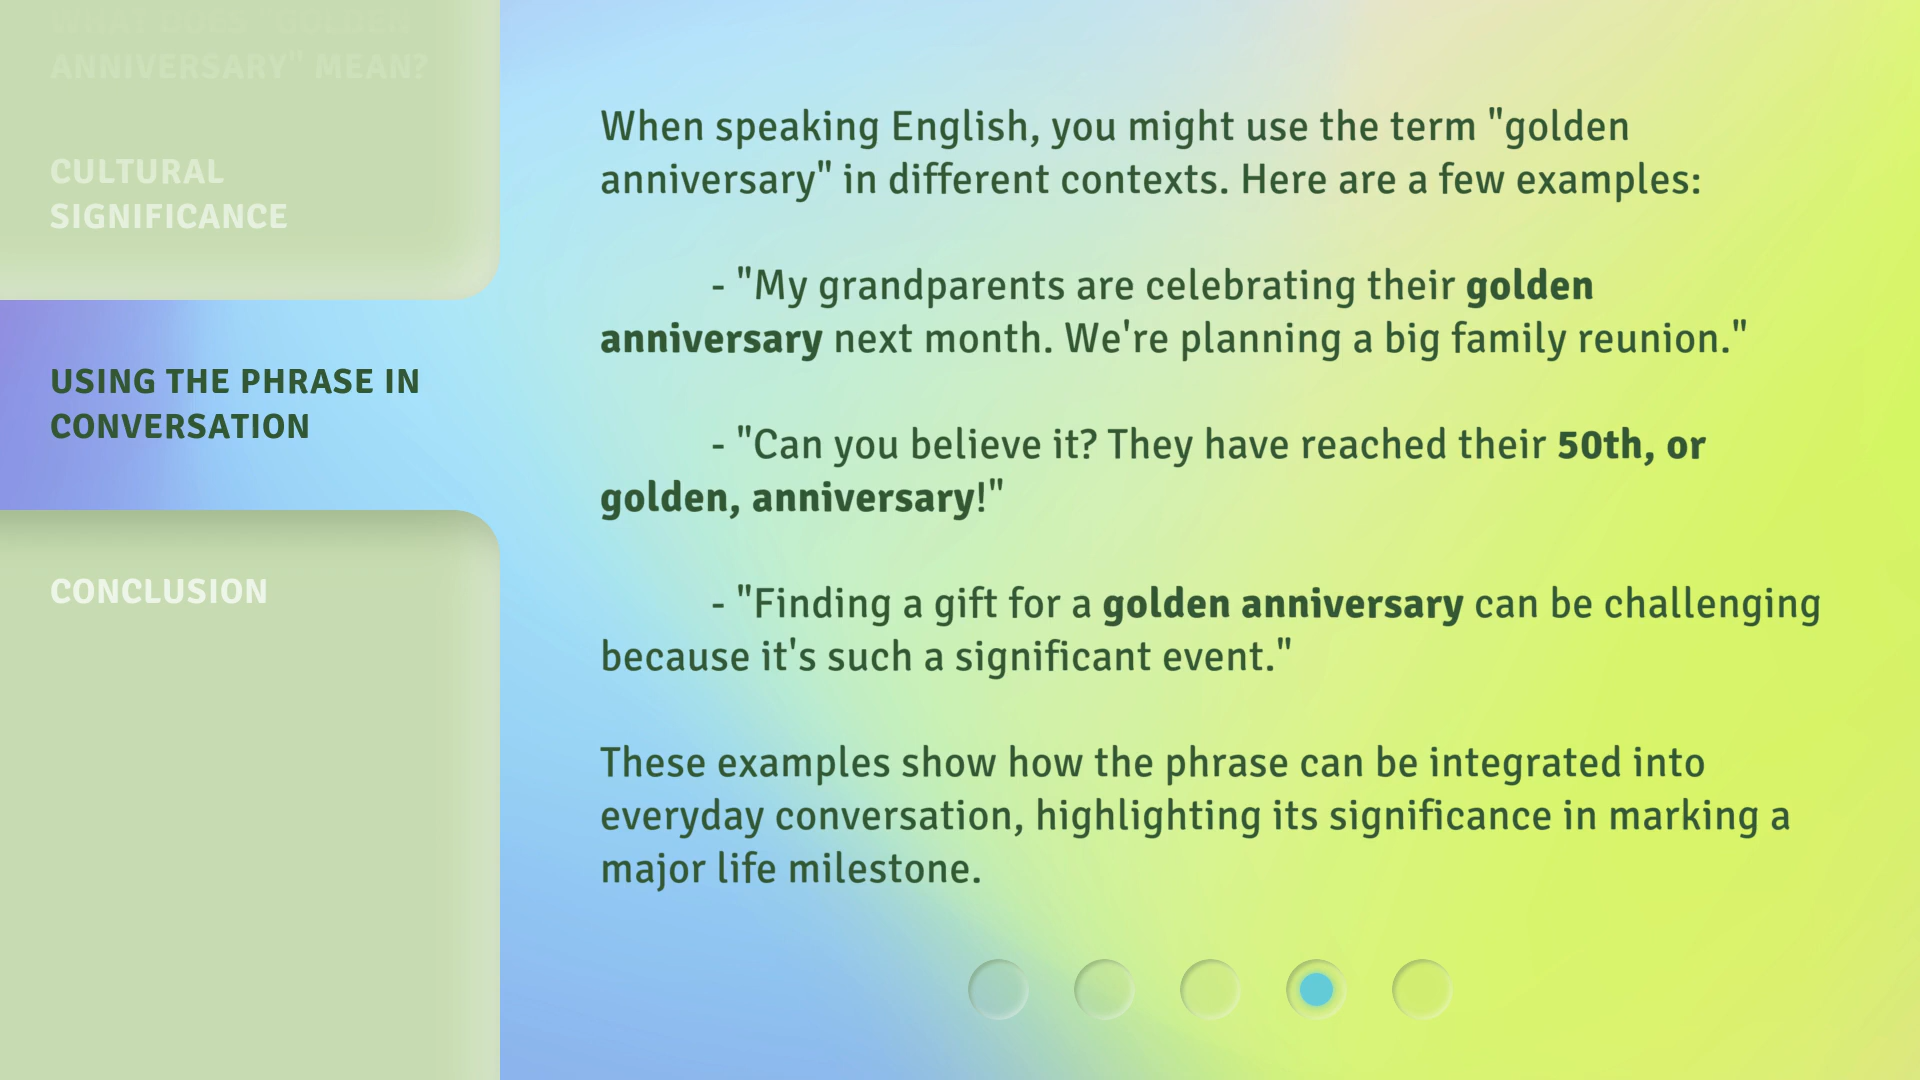 WHAT DOES "GOLDEN
ANNIVERSARY" MEAN?
CULTURAL
SIGNIFICANCE
USING THE PHRASE IN
CONVERSATION
CONCLUSION
When speaking English, you might use the term "golden
anniversary" in different contexts. Here are a few examples:
- "My grandparents are celebrating their golden
anniversary next month. We're planning a big family reunion."
- "Can you believe it? They have reached their 50th, or
golden, anniversary!"
- "Finding a gift for a golden anniversary can be challenging
because it's such a significant event."
These examples show how the phrase can be integrated into
everyday conversation, highlighting its significance in marking a
major life milestone.